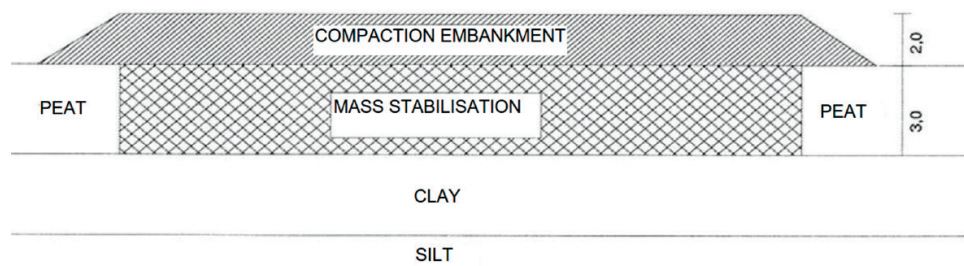 COMPACTION EMBANKMENT
2,0
PEAT
MASS STABILISATION
PEAT
3,0
CLAY
SILT